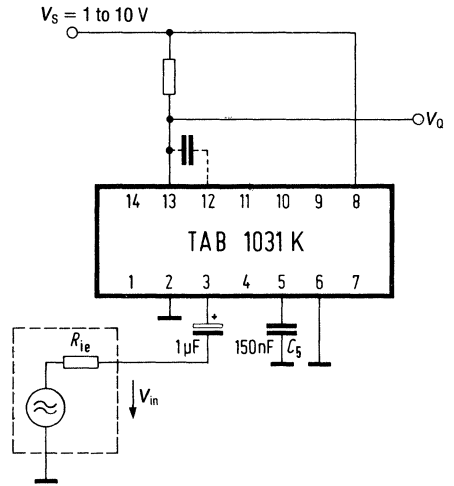 V_S = 1 to 10 V
V_Q
14 13 12 11 10 9 8
TAB 1031 K
1 2 3 4 5 6 7
+
1μF
150nF C_5
R_ie
V_in